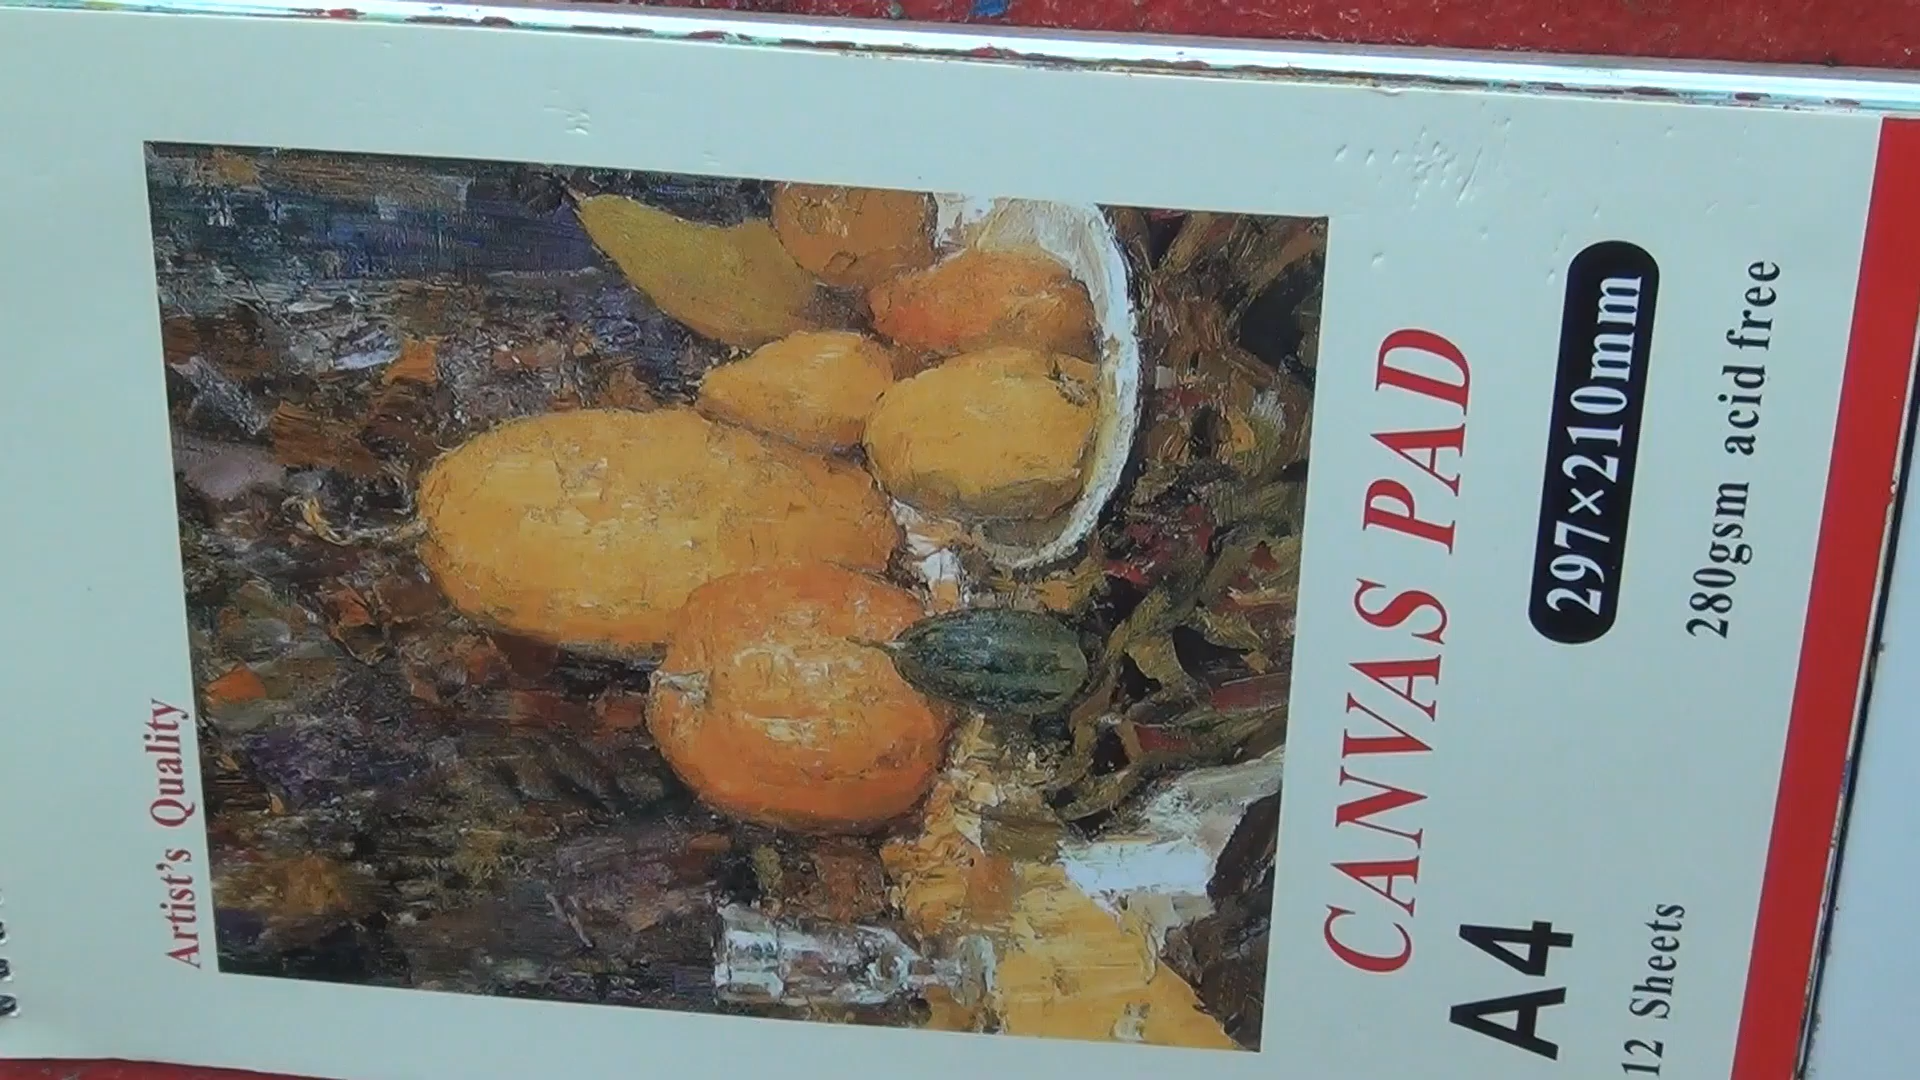 Artist's Quality
CANVAS PAD
A4
297×210mm
12 Sheets
280gsm acid free